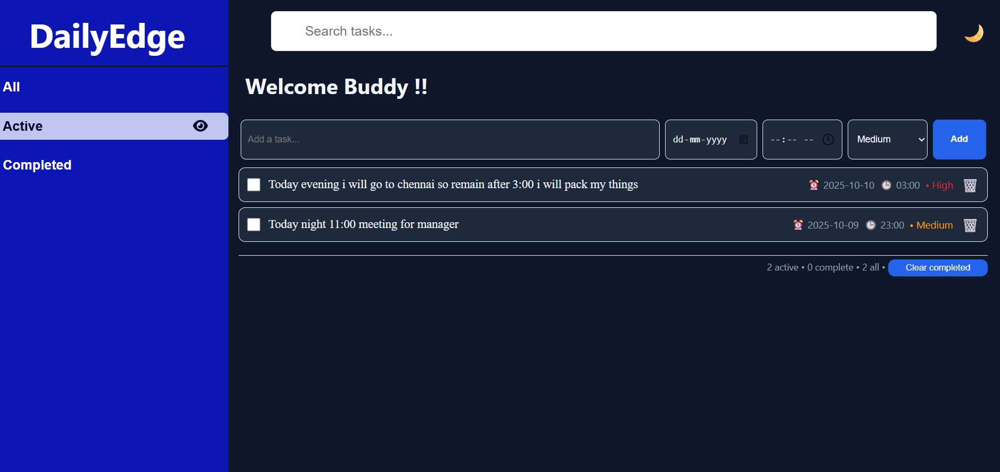 DailyEdge
All
Active
Completed
Search tasks...
Welcome Buddy !!
Add a task... dd-mm-yyyy --:-- -- Medium Add
Today evening i will go to chennai so remain after 3:00 i will pack my things 2025-10-10 03:00 • High
Today night 11:00 meeting for manager 2025-10-09 23:00 • Medium
2 active • 0 complete • 2 all • Clear completed